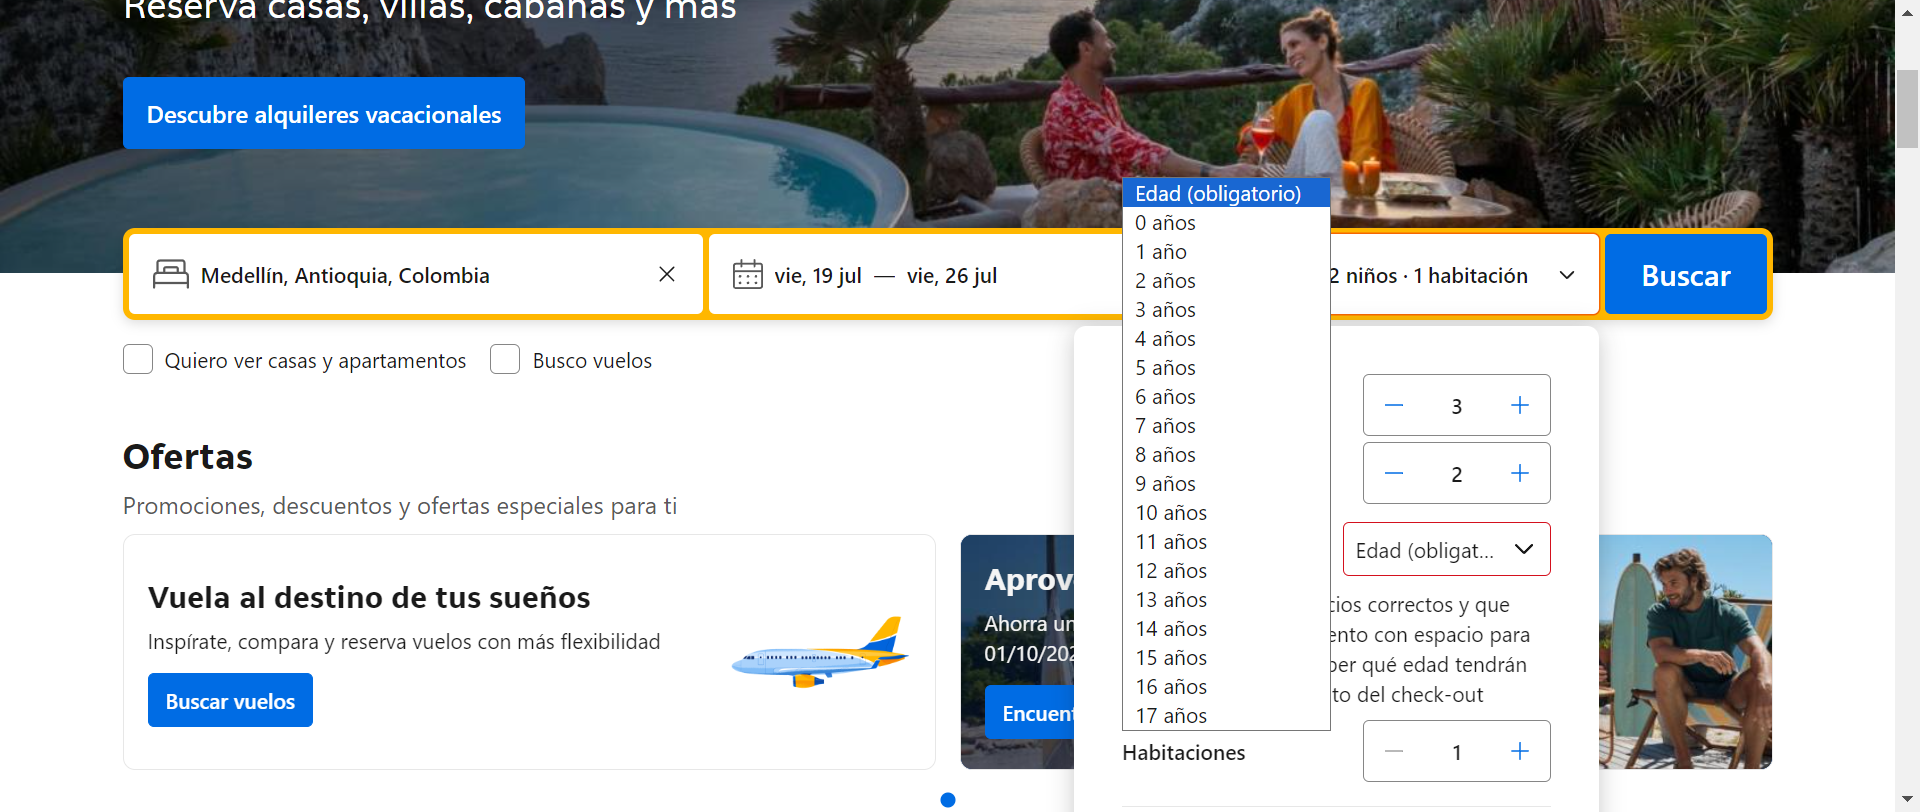 Reserva casas, villas, cabañas y más
Descubre alquileres vacacionales
Edad (obligatorio)
0 años
1 año
2 años
3 años
4 años
5 años
6 años
7 años
8 años
9 años
10 años
11 años
12 años
13 años
14 años
15 años
16 años
17 años
Medellín, Antioquia, Colombia
vie, 19 jul — vie, 26 jul
2 niños · 1 habitación
Buscar
Quiero ver casas y apartamentos
Busco vuelos
3
2
Edad (obligat...
cios correctos y que
ento con espacio para
ber qué edad tendrán
to del check-out
Habitaciones
1
Ofertas
Promociones, descuentos y ofertas especiales para ti
Vuela al destino de tus sueños
Inspírate, compara y reserva vuelos con más flexibilidad
Buscar vuelos
Aprov
Ahorra un
01/10/202
Encuent